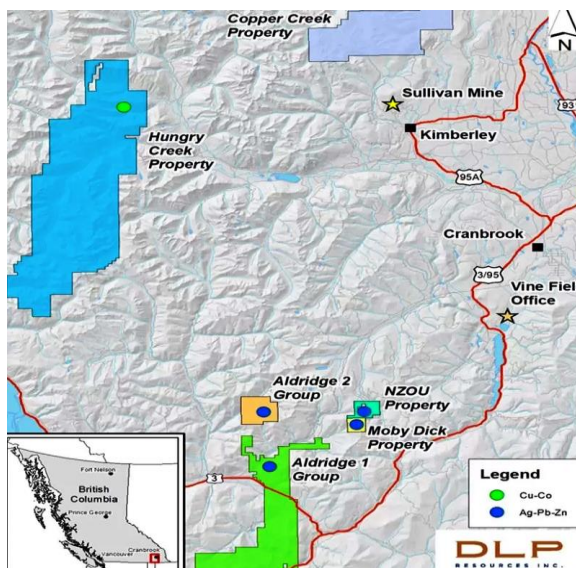 Copper Creek
Property
N
Sullivan Mine
93
Kimberley
Hungry
Creek
Property
95A
Cranbrook
3/95
Vine Field
Office
Aldridge 2
Group
NZOU
Property
Moby Dick
Property
Aldridge 1
Group
3
Fort Nelson
British
Columbia
Prince George
Vancouver
Cranbrook
Legend
Cu-Co
Ag-Pb-Zn
DLP
RESOURCES INC.